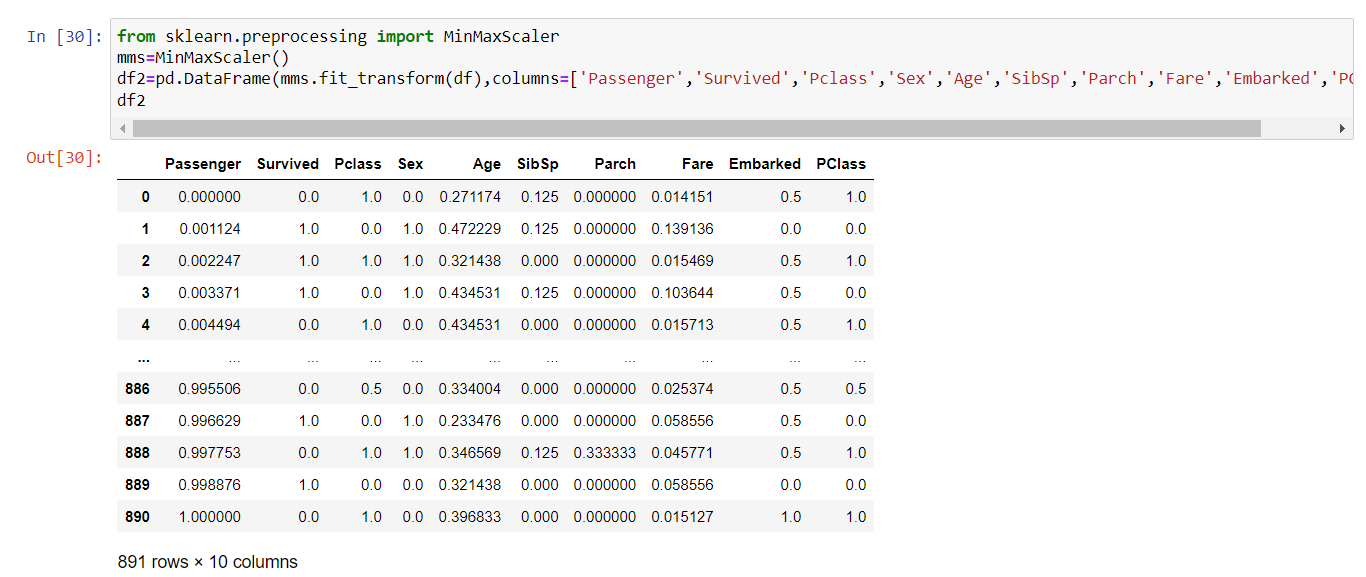 In [30]: from sklearn.preprocessing import MinMaxScaler
mms=MinMaxScaler()
df2=pd.DataFrame(mms.fit_transform(df),columns=['Passenger','Survived','Pclass','Sex','Age','SibSp','Parch','Fare','Embarked','PC
df2
Out[30]:
Passenger Survived Pclass Sex Age SibSp Parch Fare Embarked PClass
0 0.000000 0.0 1.0 0.0 0.271174 0.125 0.000000 0.014151 0.5 1.0
1 0.001124 1.0 0.0 1.0 0.472229 0.125 0.000000 0.139136 0.0 0.0
2 0.002247 1.0 1.0 1.0 0.321438 0.000 0.000000 0.015469 0.5 1.0
3 0.003371 1.0 0.0 1.0 0.434531 0.125 0.000000 0.103644 0.5 0.0
4 0.004494 0.0 1.0 0.0 0.434531 0.000 0.000000 0.015713 0.5 1.0
... ... ... ... ... ... ... ... ... ... ...
886 0.995506 0.0 0.5 0.0 0.334004 0.000 0.000000 0.025374 0.5 0.5
887 0.996629 1.0 0.0 1.0 0.233476 0.000 0.000000 0.058556 0.5 0.0
888 0.997753 0.0 1.0 1.0 0.346569 0.125 0.333333 0.045771 0.5 1.0
889 0.998876 1.0 0.0 0.0 0.321438 0.000 0.000000 0.058556 0.0 0.0
890 1.000000 0.0 1.0 0.0 0.396833 0.000 0.000000 0.015127 1.0 1.0
891 rows × 10 columns